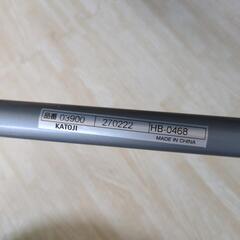 品番 03900 270222 HB-0468
KATOJI MADE IN CHINA